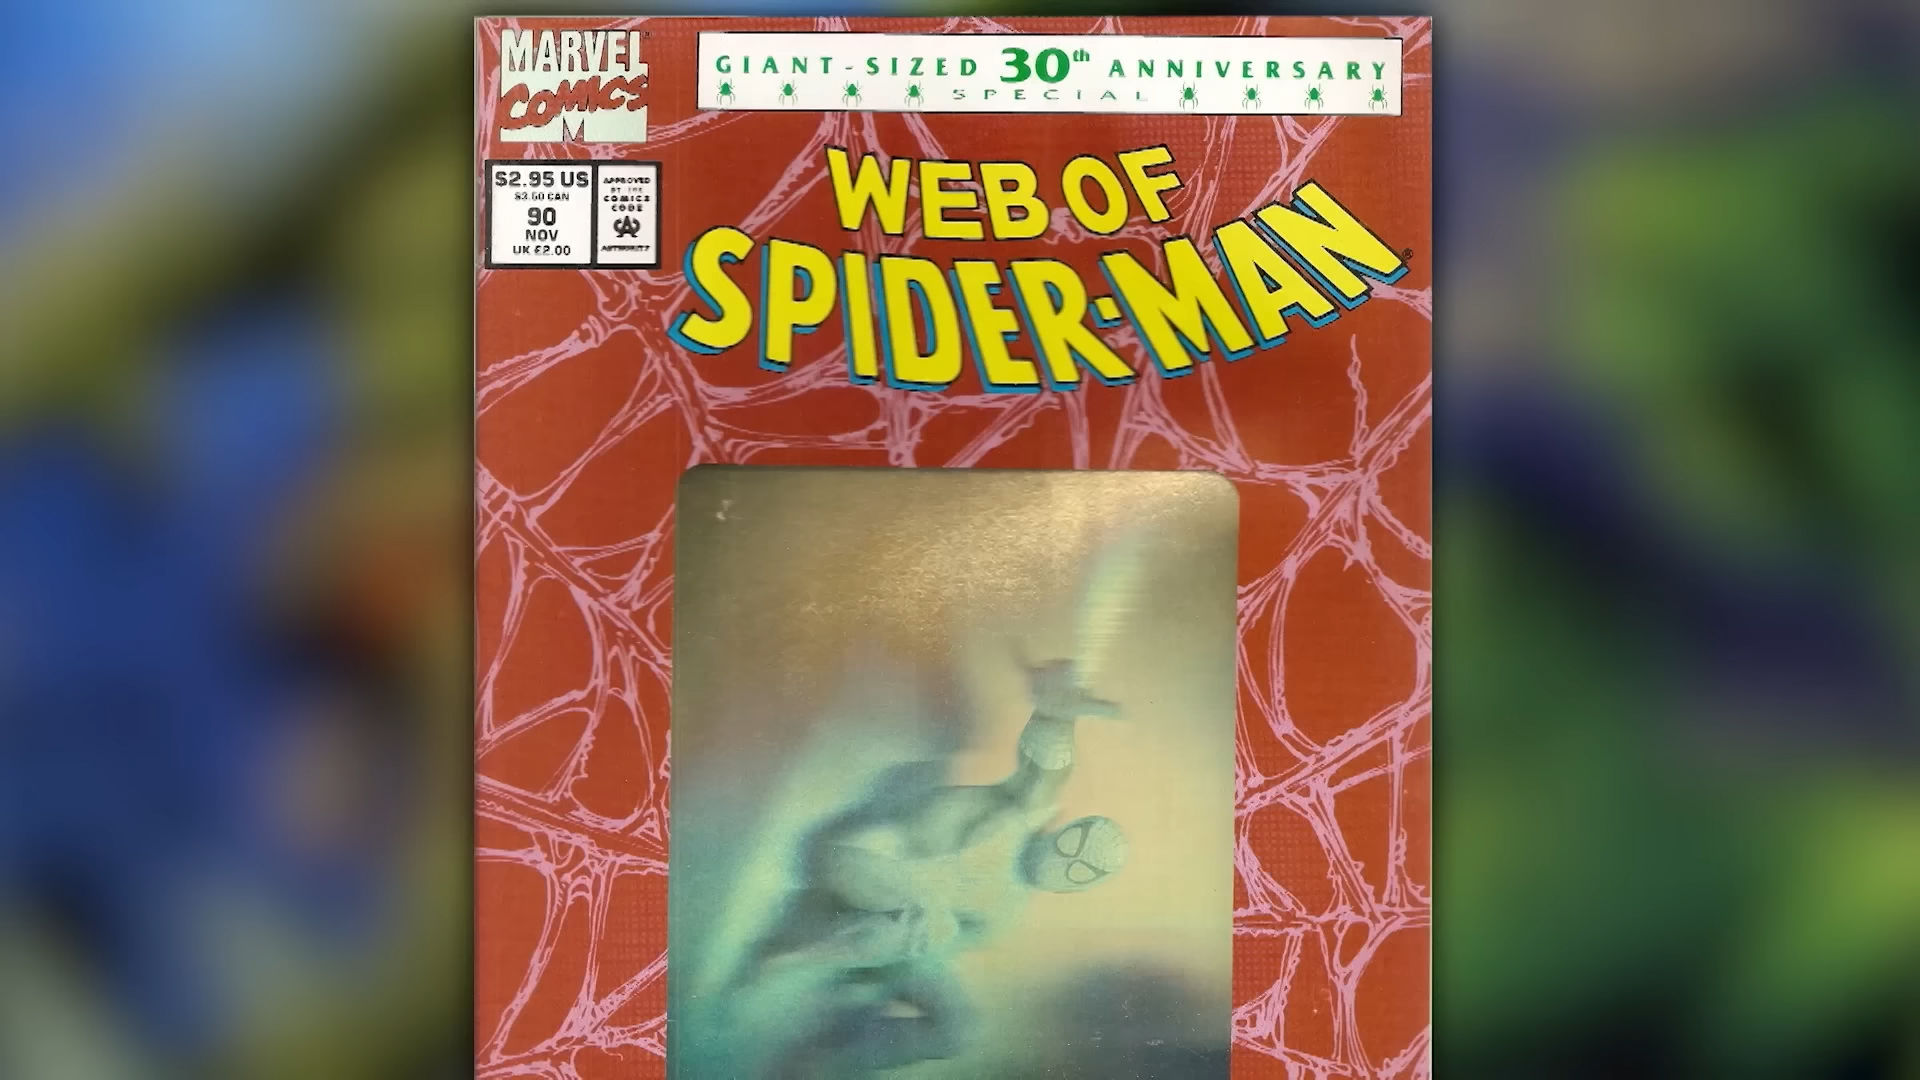 MARVEL
COMICS
M
GIANT-SIZED 30th ANNIVERSARY
SPECIAL
$2.95 US
$3.50 CAN
90
NOV
UK £2.00
APPROVED
BY THE
COMICS
CODE
CA
AUTHORITY
WEB OF
SPIDER-MAN®